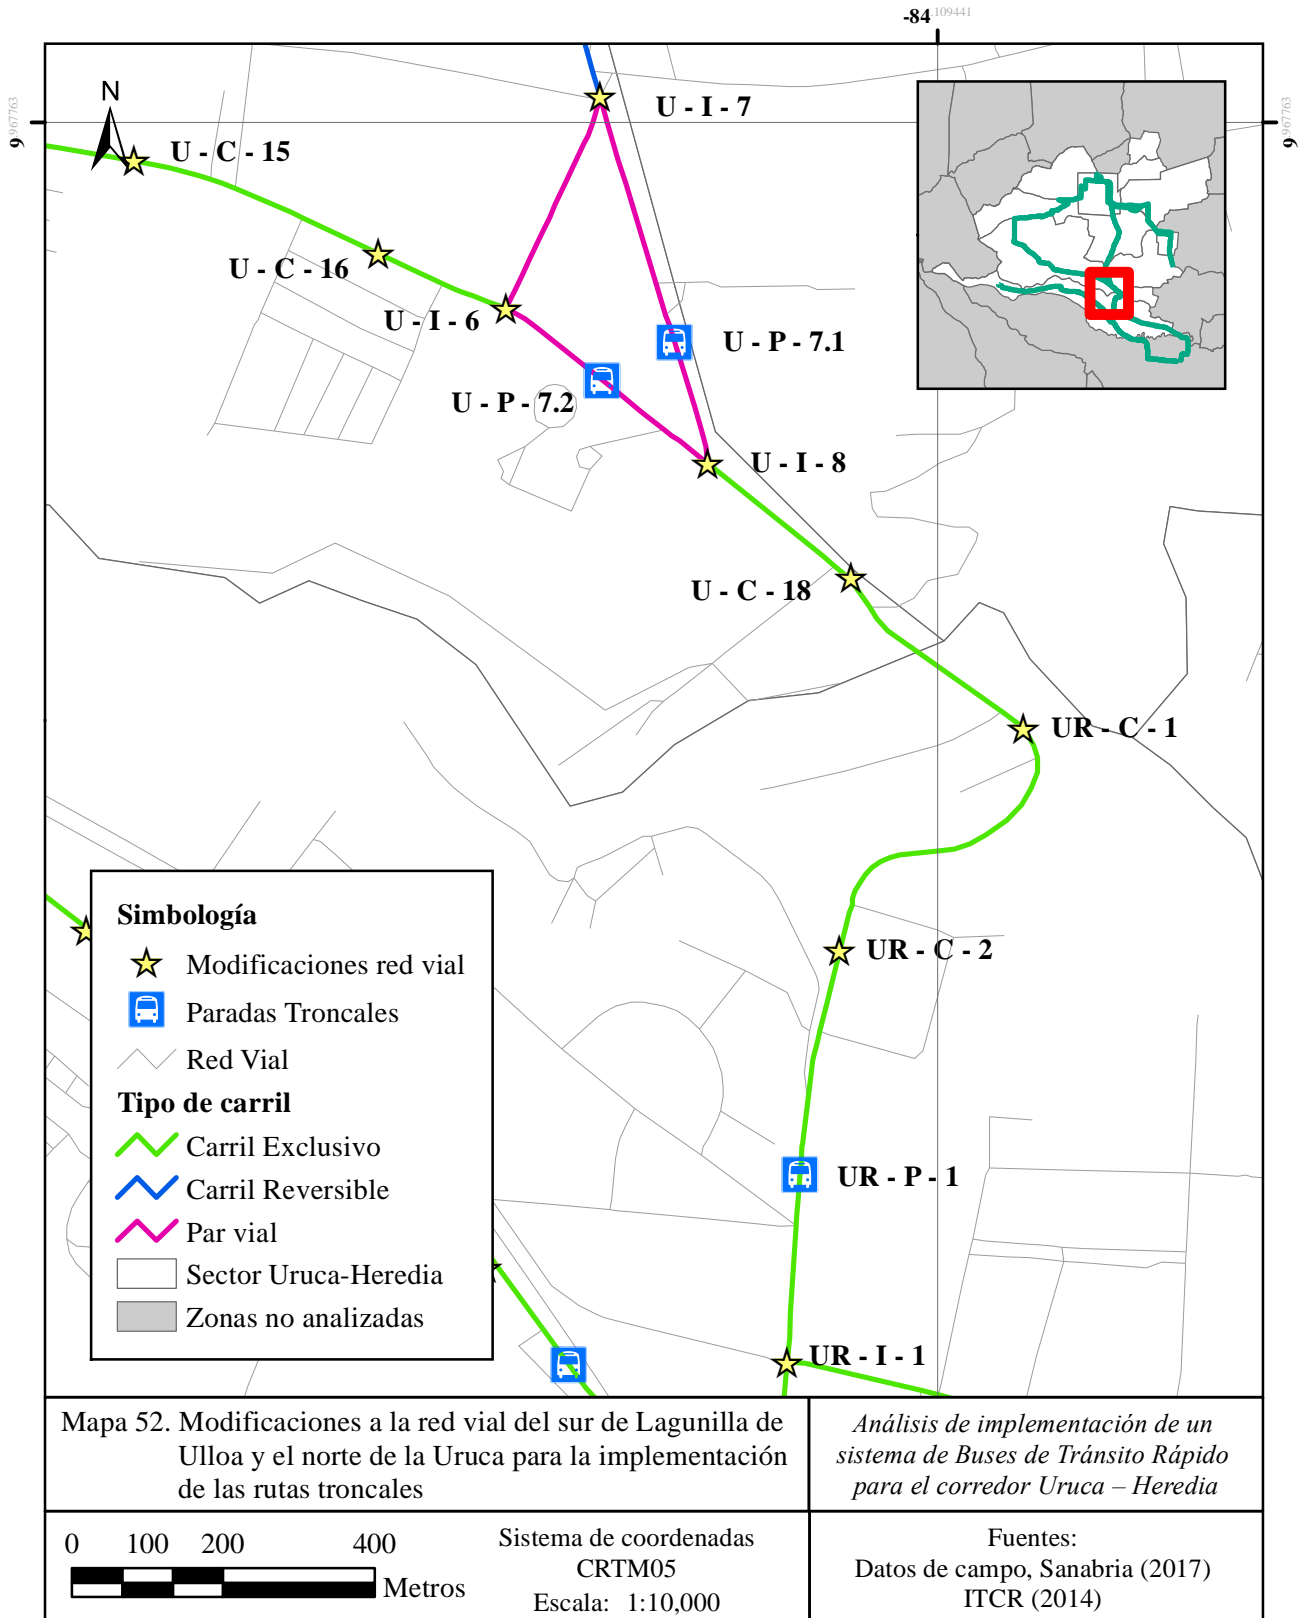 -84 .109441
9 .967763
9 .967763
N
U - I - 7
U - C - 15
U - C - 16
U - I - 6
U - P - 7.1
U - P - 7.2
U - I - 8
U - C - 18
UR - C - 1
UR - C - 2
UR - P - 1
UR - I - 1
Simbología
Modificaciones red vial
Paradas Troncales
Red Vial
Tipo de carril
Carril Exclusivo
Carril Reversible
Par vial
Sector Uruca-Heredia
Zonas no analizadas
Mapa 52. Modificaciones a la red vial del sur de Lagunilla de
Ulloa y el norte de la Uruca para la implementación
de las rutas troncales
Análisis de implementación de un
sistema de Buses de Tránsito Rápido
para el corredor Uruca – Heredia
0 100 200 400
Metros
Sistema de coordenadas
CRTM05
Escala: 1:10,000
Fuentes:
Datos de campo, Sanabria (2017)
ITCR (2014)